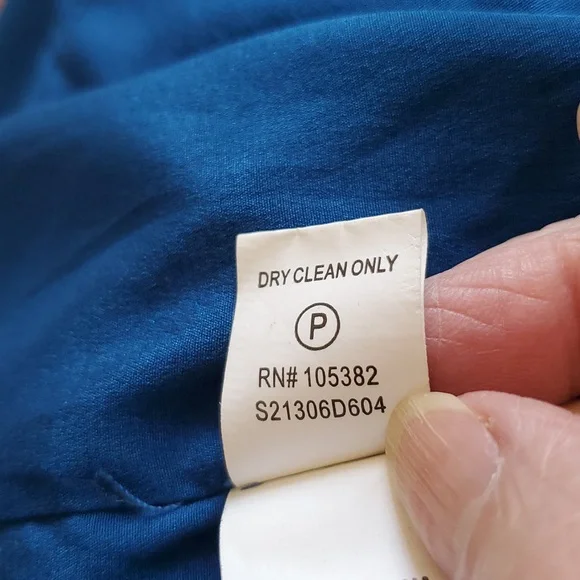 DRY CLEAN ONLY
P
RN# 105382
S21306D604